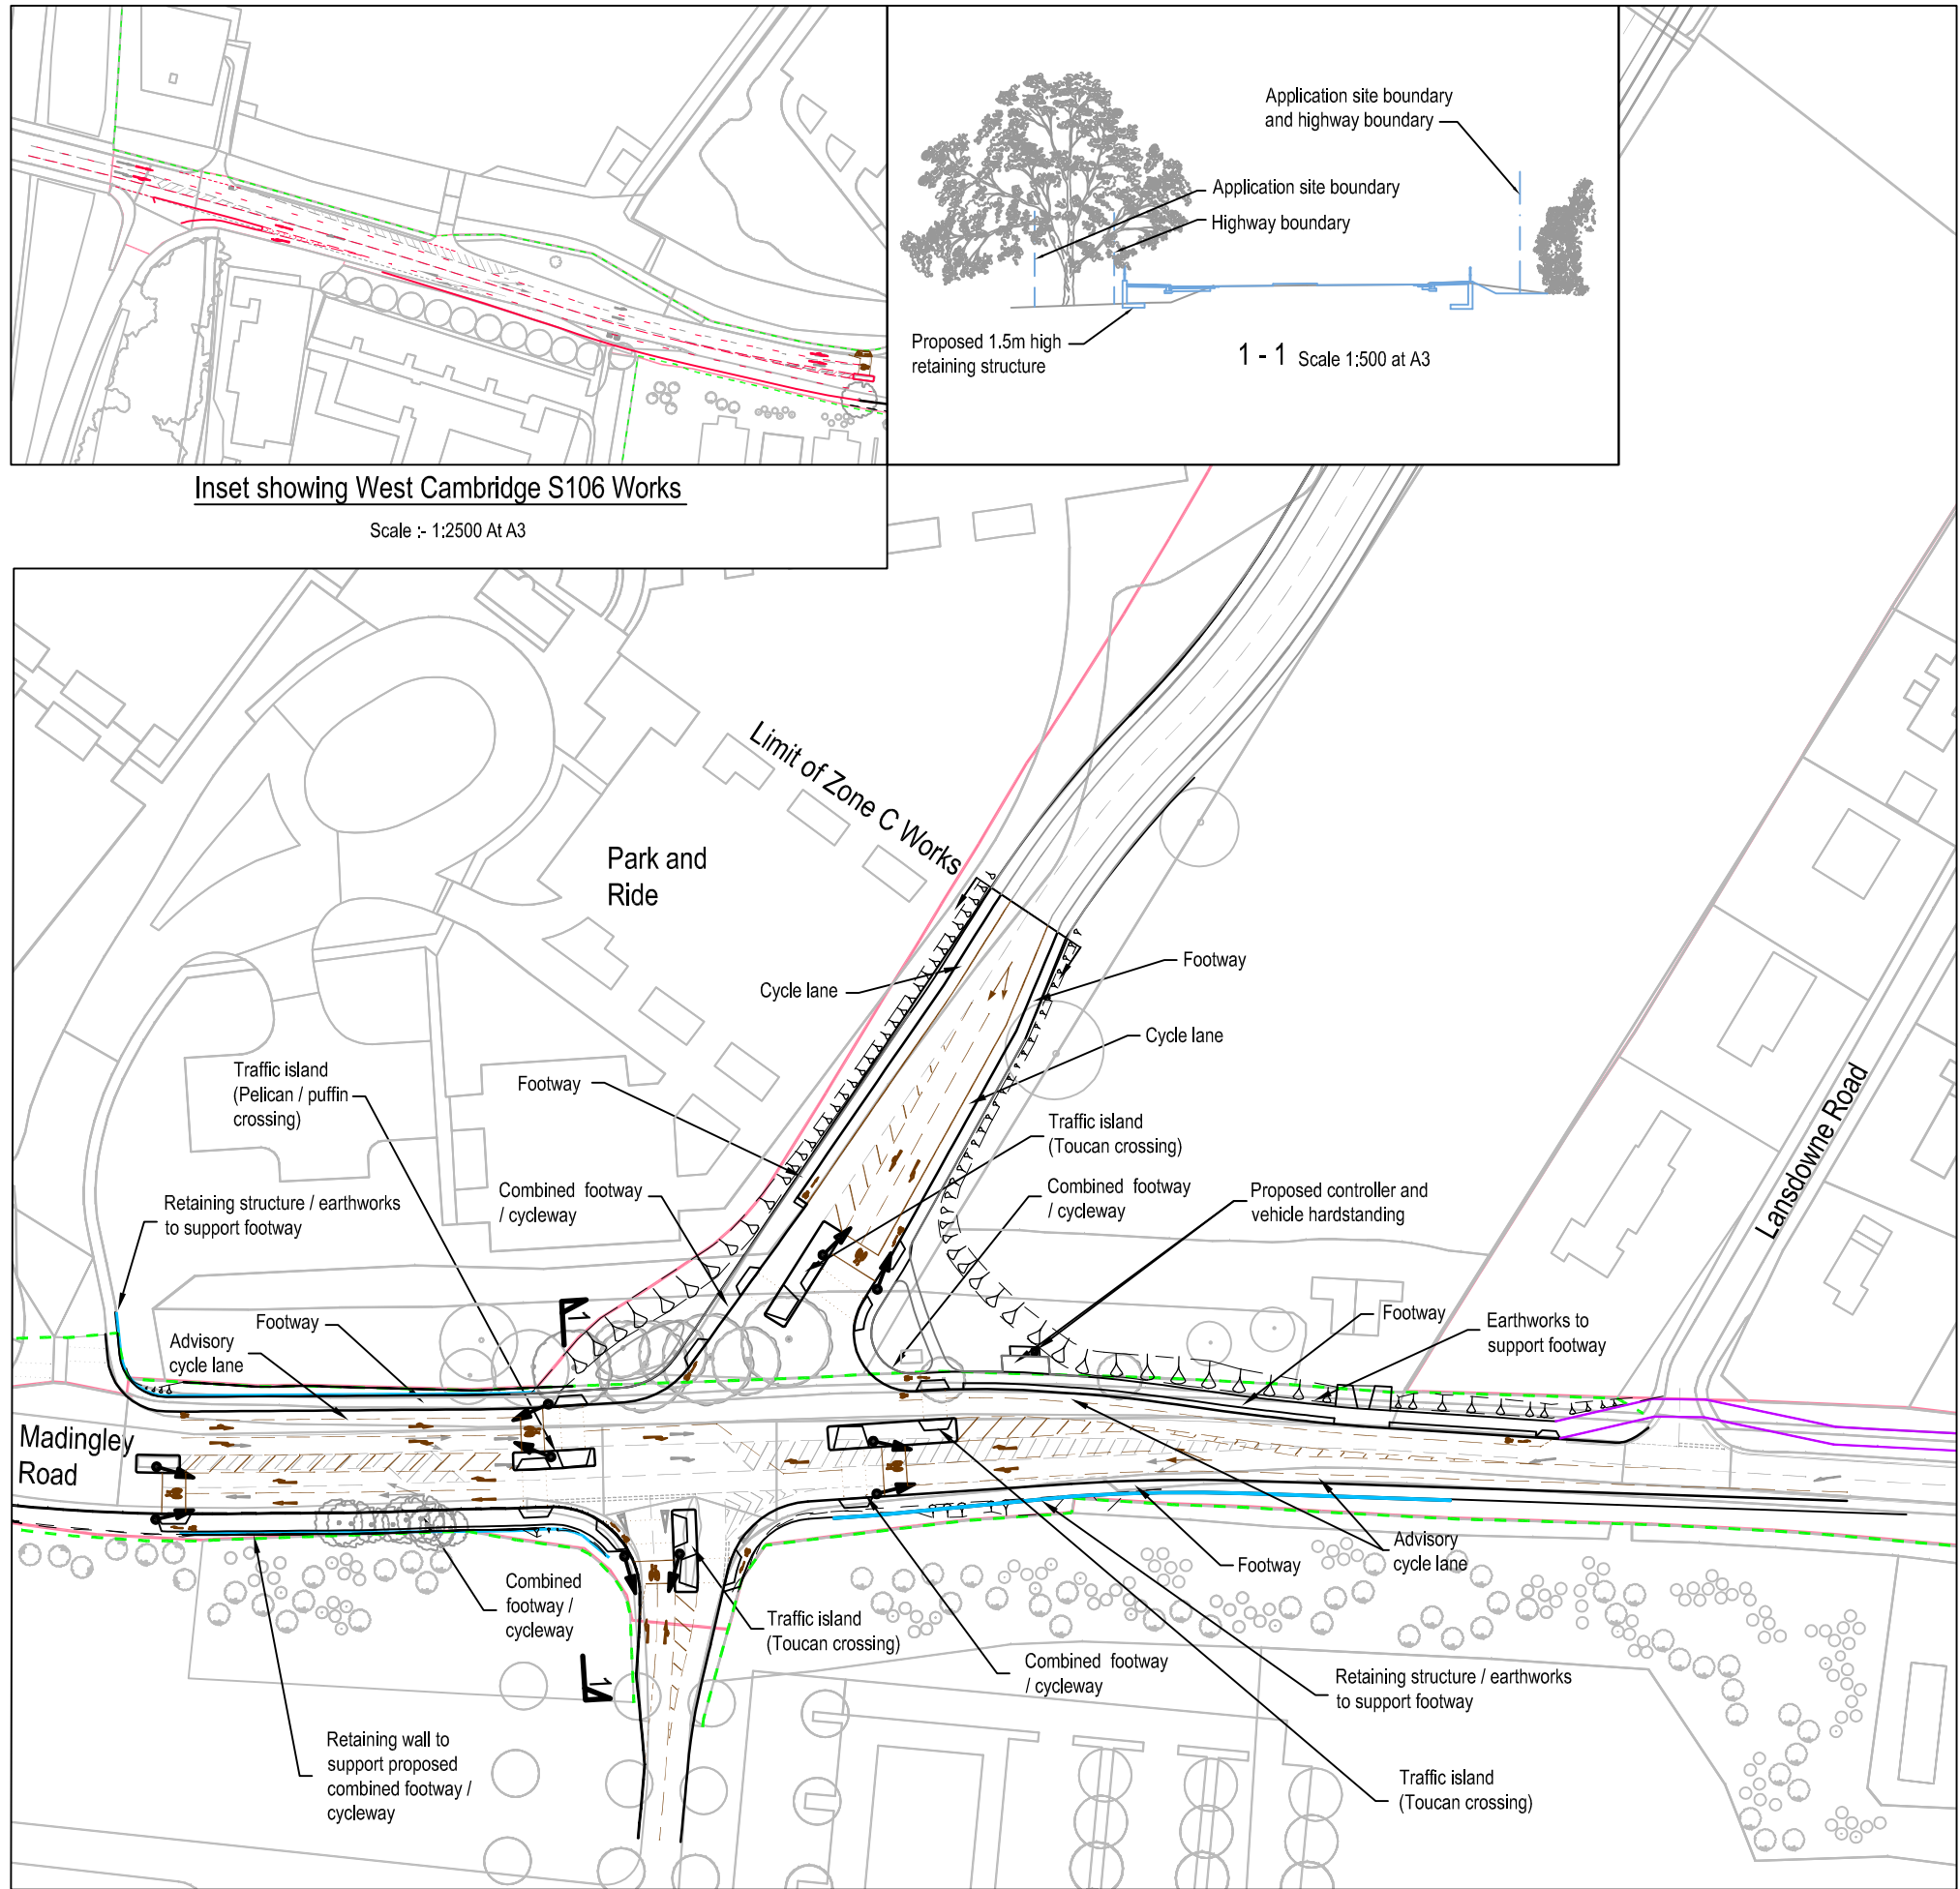 Application site boundary
and highway boundary
Application site boundary
Highway boundary
Proposed 1.5m high
retaining structure
1 - 1 Scale 1:500 at A3
Inset showing West Cambridge S106 Works
Scale :- 1:2500 At A3
Limit of Zone C Works
Park and
Ride
Cycle lane
Footway
Cycle lane
Traffic island
(Pelican / puffin
crossing)
Footway
Traffic island
(Toucan crossing)
Retaining structure / earthworks
to support footway
Combined footway
/ cycleway
Combined footway
/ cycleway
Proposed controller and
vehicle hardstanding
Lansdowne Road
Footway
Advisory
cycle lane
1
Footway
Earthworks to
support footway
Madingley
Road
Combined
footway /
cycleway
Traffic island
(Toucan crossing)
Footway
Advisory
cycle lane
1
Combined footway
/ cycleway
Retaining structure / earthworks
to support footway
Retaining wall to
support proposed
combined footway /
cycleway
Traffic island
(Toucan crossing)